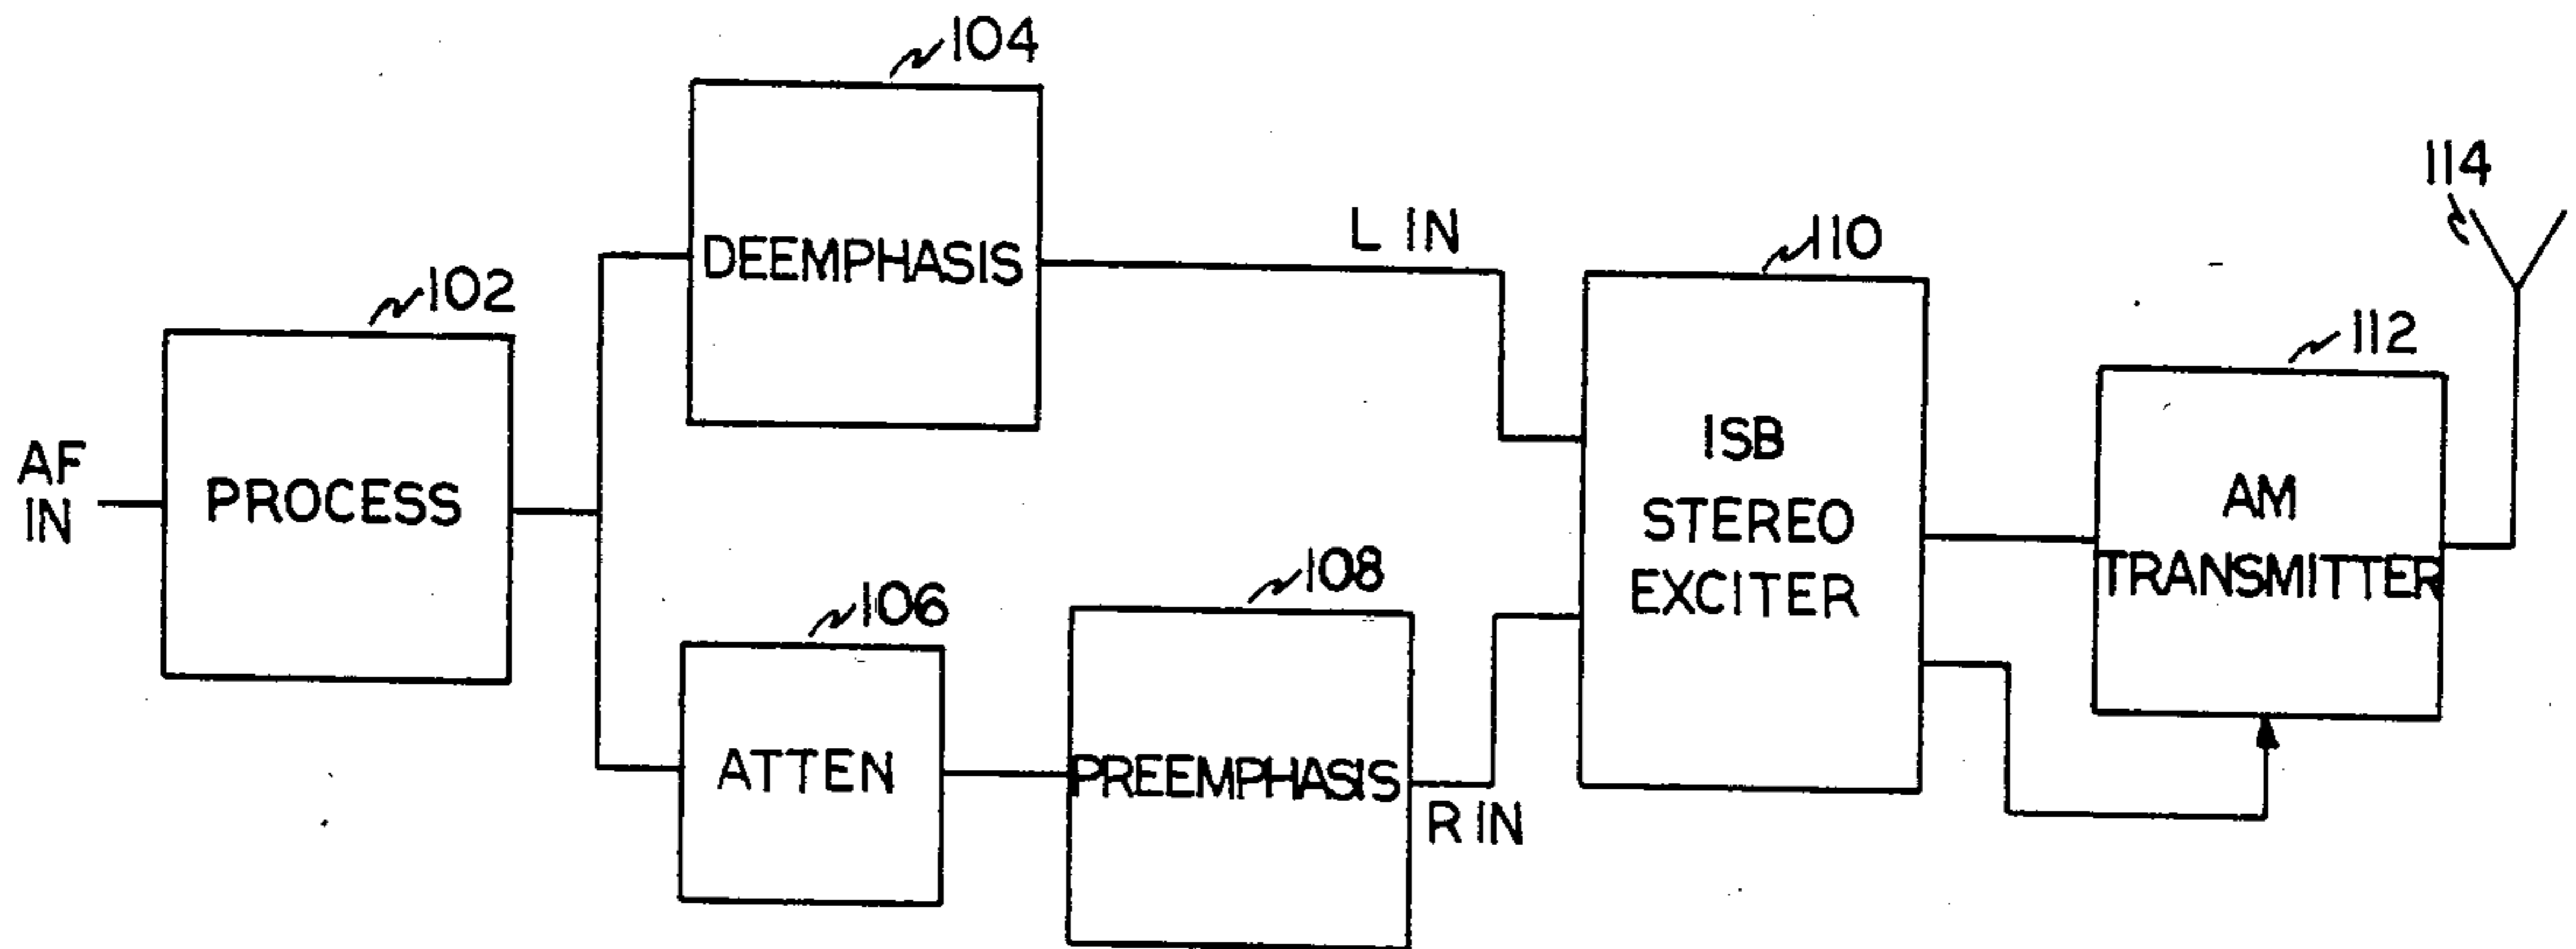 104
DEEMPHASIS
L IN
114
110
102
112
AF
IN
PROCESS
ISB
STEREO
EXCITER
AM
TRANSMITTER
106
ATTEN
108
PREEMPHASIS
R IN